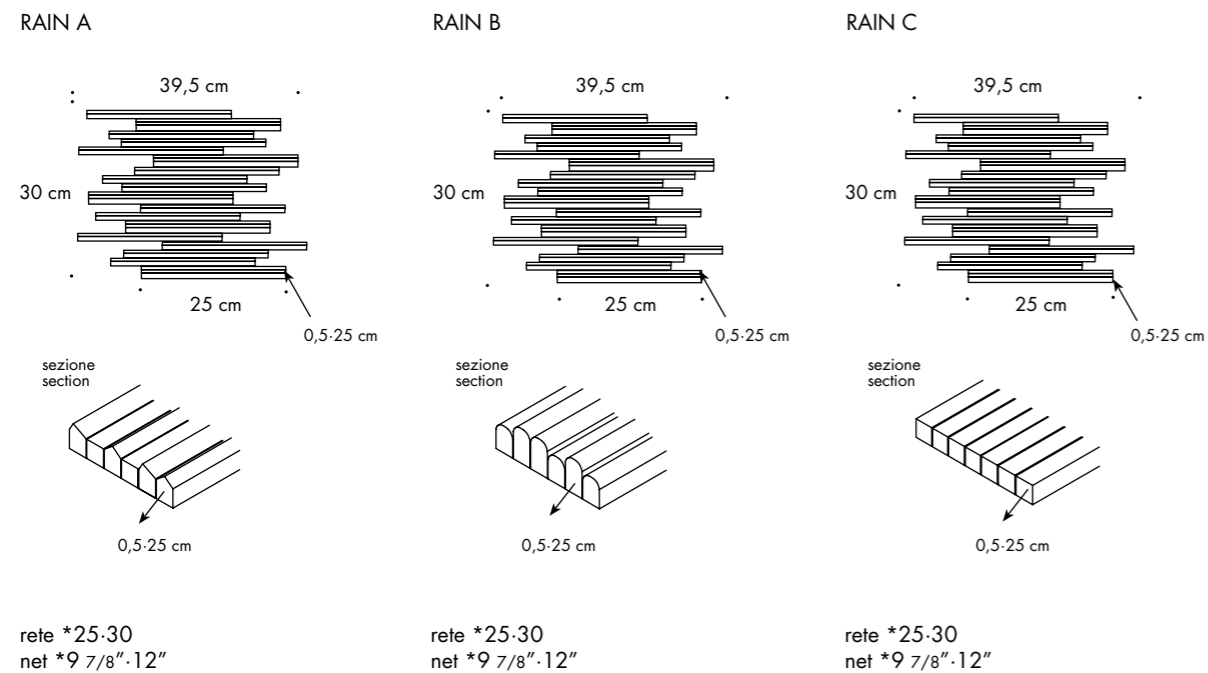 RAIN A
39,5 cm
30 cm
25 cm
0,5·25 cm
sezione
section
0,5·25 cm
rete *25·30
net *9 7/8”·12”
RAIN B
39,5 cm
30 cm
25 cm
0,5·25 cm
sezione
section
0,5·25 cm
rete *25·30
net *9 7/8”·12”
RAIN C
39,5 cm
30 cm
25 cm
0,5·25 cm
sezione
section
0,5·25 cm
rete *25·30
net *9 7/8”·12”